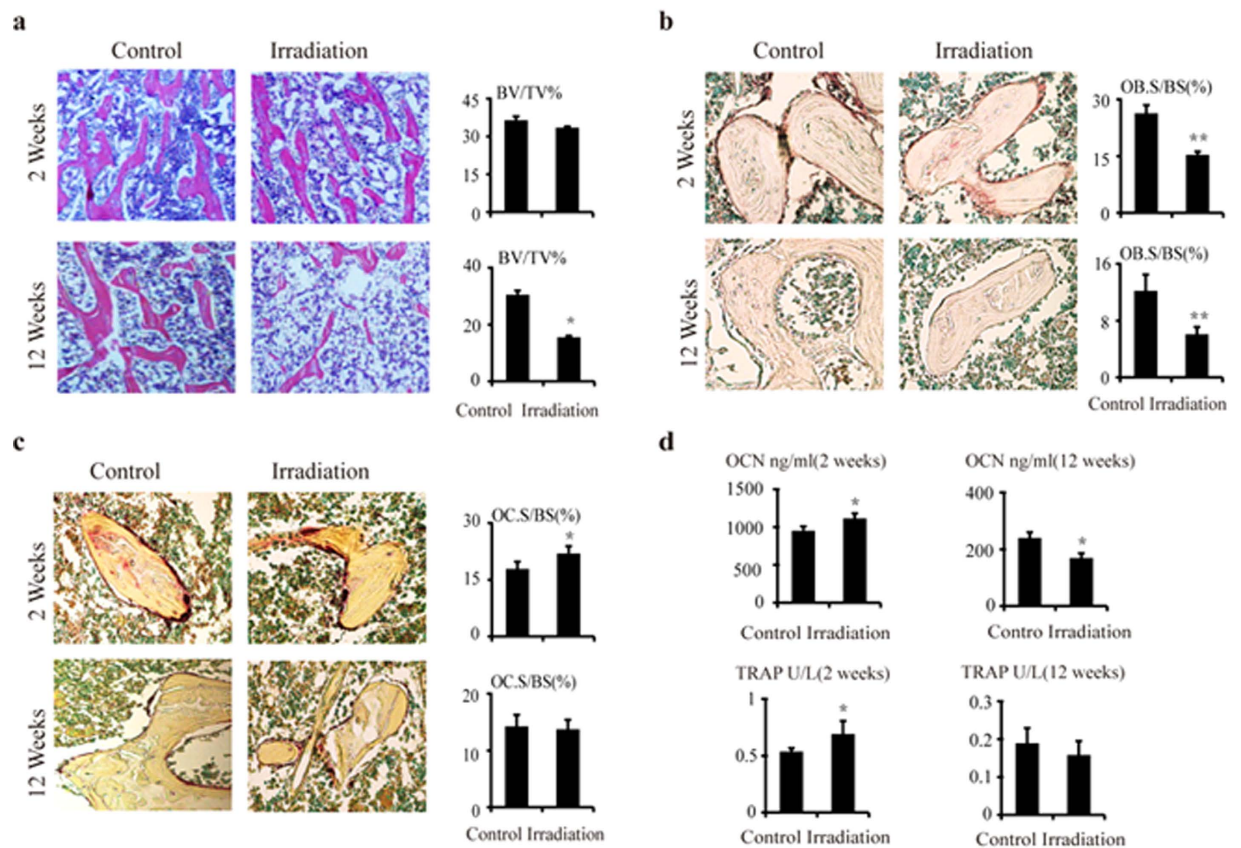 a
Control Irradiation
2 Weeks
BV/TV%
45
30
15
0
12 Weeks
BV/TV%
40
20
*
0
Control Irradiation
b
Control Irradiation
2 Weeks
OB.S/BS(%)
30
**
15
0
12 Weeks
OB.S/BS(%)
16
8
**
0
Control Irradiation
c
Control Irradiation
2 Weeks
OC.S/BS(%)
30
*
15
0
12 Weeks
OC.S/BS(%)
20
10
0
Control Irradiation
d
OCN ng/ml(2 weeks)
1500
*
1000
500
0
Control Irradiation
OCN ng/ml(12 weeks)
400
200
*
0
Contro Irradiation
TRAP U/L(2 weeks)
1
*
0.5
0
Control Irradiation
TRAP U/L(12 weeks)
0.3
0.2
0.1
0
Control Irradiation